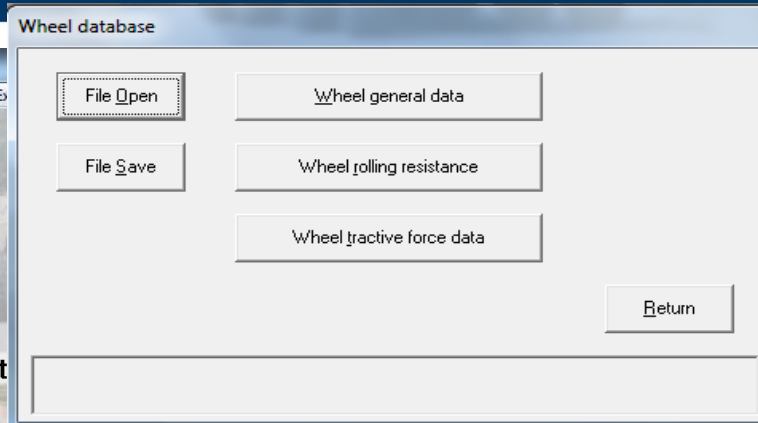 Wheel database
File Open
Wheel general data
File Save
Wheel rolling resistance
Wheel tractive force data
Return
t